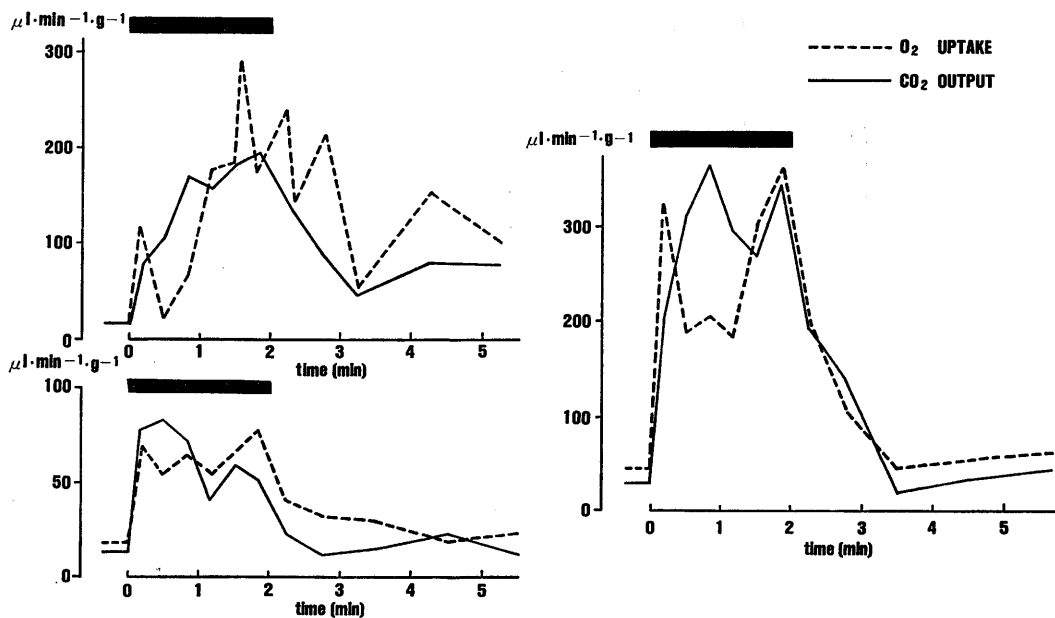 μl·min⁻¹·g⁻¹
300
200
100
0
0 1 2 3 4 5
time (min)
μl·min⁻¹·g⁻¹
100
50
0
0 1 2 3 4 5
time (min)
O₂ UPTAKE
CO₂ OUTPUT
μl·min⁻¹·g⁻¹
300
200
100
0
0 1 2 3 4 5
time (min)